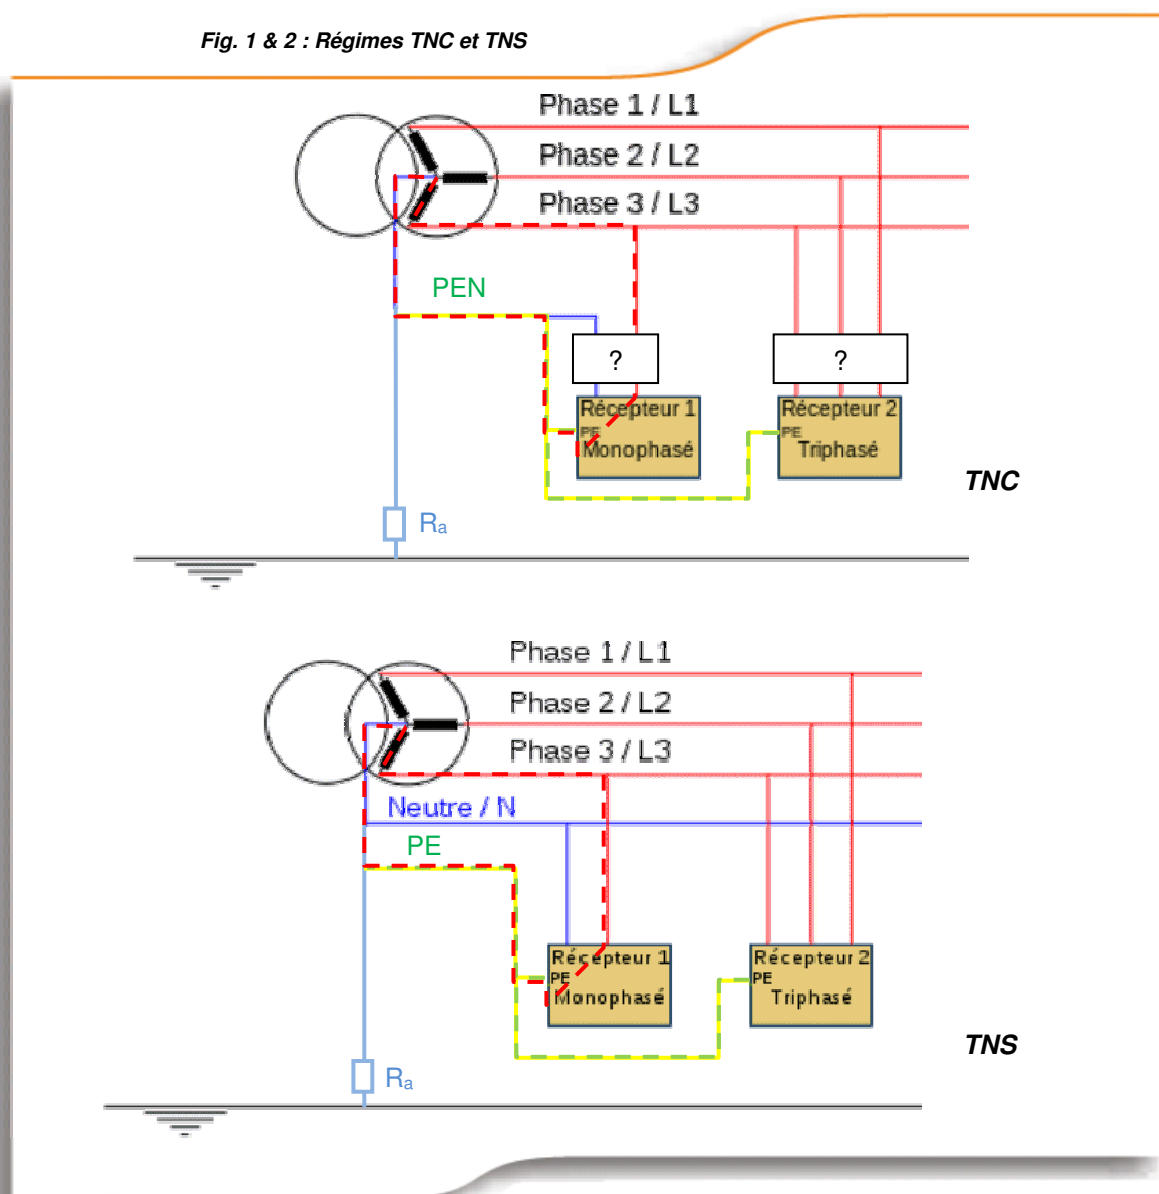 Fig. 1 & 2 : Régimes TNC et TNS
Phase 1 / L1
Phase 2 / L2
Phase 3 / L3
PEN
?
?
Récepteur 1
PE
Monophasé
Récepteur 2
PE
Triphasé
TNC
Ra
Phase 1 / L1
Phase 2 / L2
Phase 3 / L3
Neutre / N
PE
Récepteur 1
PE
Monophasé
Récepteur 2
PE
Triphasé
TNS
Ra